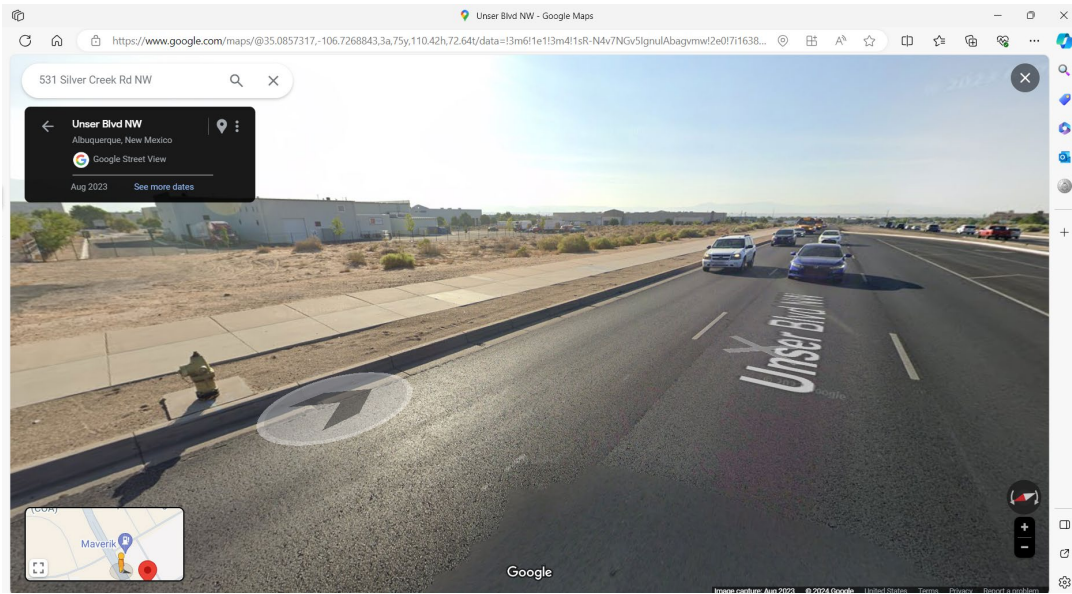 Unser Blvd NW - Google Maps
https://www.google.com/maps/@35.0857317,-106.7268843,3a,75y,110.42h,72.64t/data=!3m6!1e1!3m4!1sR-N4v7NGv5IgnulAbagvmw!2e0!7i1638...
531 Silver Creek Rd NW
Unser Blvd NW
Albuquerque, New Mexico
Google Street View
Aug 2023 See more dates
Unser Blvd NW
Google
(COA)
Maverik
Google
Image capture: Aug 2023 © 2024 Google United States Terms Privacy Report a problem